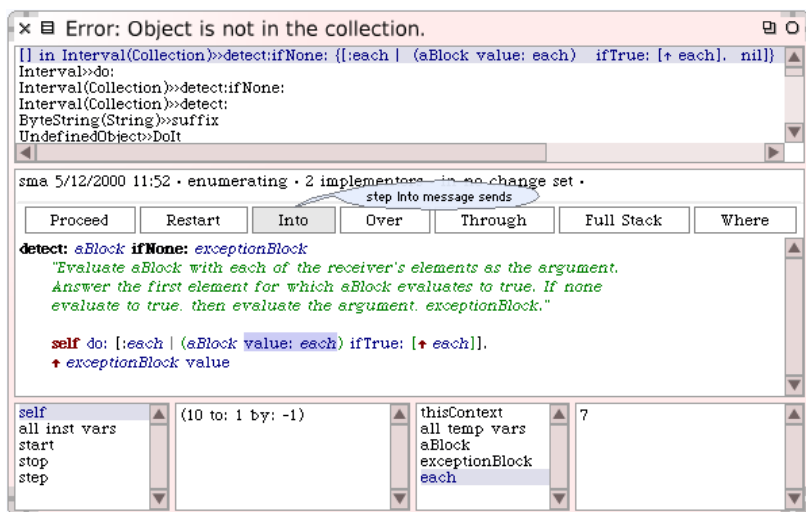 Error: Object is not in the collection.
[] in Interval(Collection)>>detect:ifNone: {[:each | (aBlock value: each) ifTrue: [↑ each]. nil]}
Interval>>do:
Interval(Collection)>>detect:ifNone:
Interval(Collection)>>detect:
ByteString(String)>>suffix
UndefinedObject>>DoIt
sma 5/12/2000 11:52 · enumerating · 2 implementors · in no change set ·
step Into message sends
Proceed Restart Into Over Through Full Stack Where
detect: aBlock ifNone: exceptionBlock
"Evaluate aBlock with each of the receiver's elements as the argument.
Answer the first element for which aBlock evaluates to true. If none
evaluate to true, then evaluate the argument, exceptionBlock."
self do: [:each | (aBlock value: each) ifTrue: [↑ each]].
↑ exceptionBlock value
self
all inst vars
start
stop
step
(10 to: 1 by: -1)
thisContext
all temp vars
aBlock
exceptionBlock
each
7